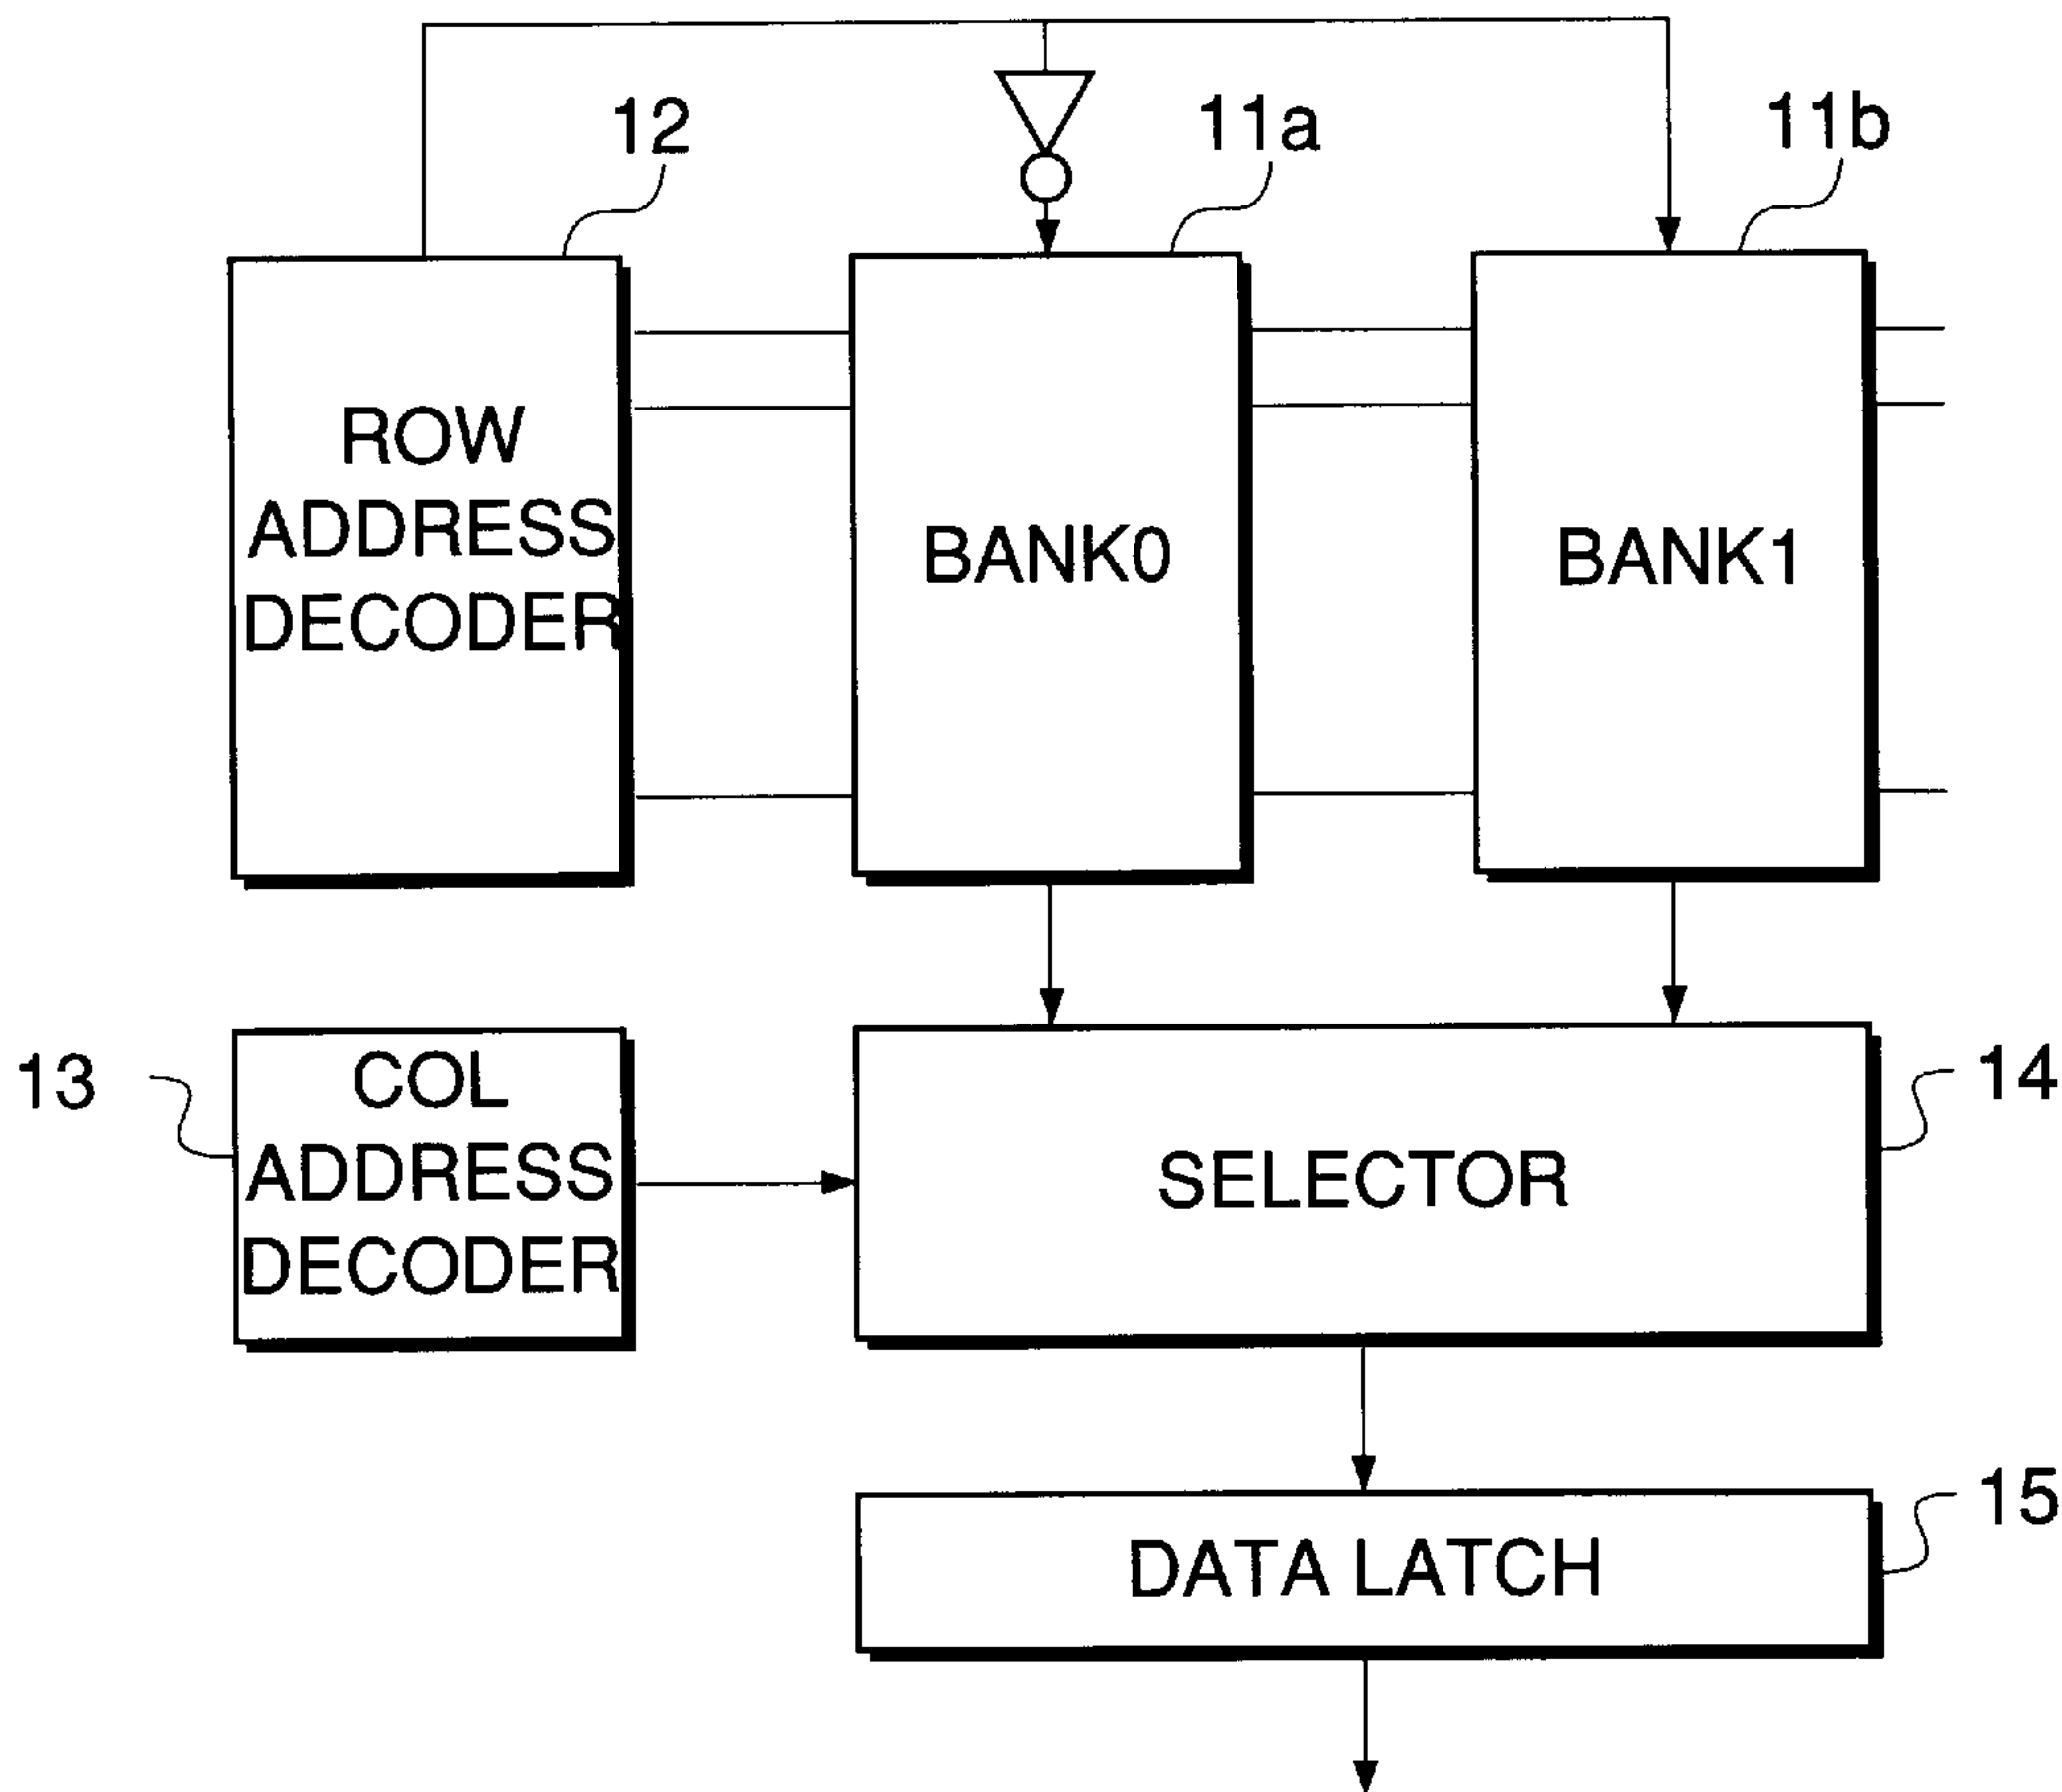 12
11a
11b
ROW
ADDRESS
DECODER
BANK0
BANK1
13
COL
ADDRESS
DECODER
SELECTOR
14
DATA LATCH
15